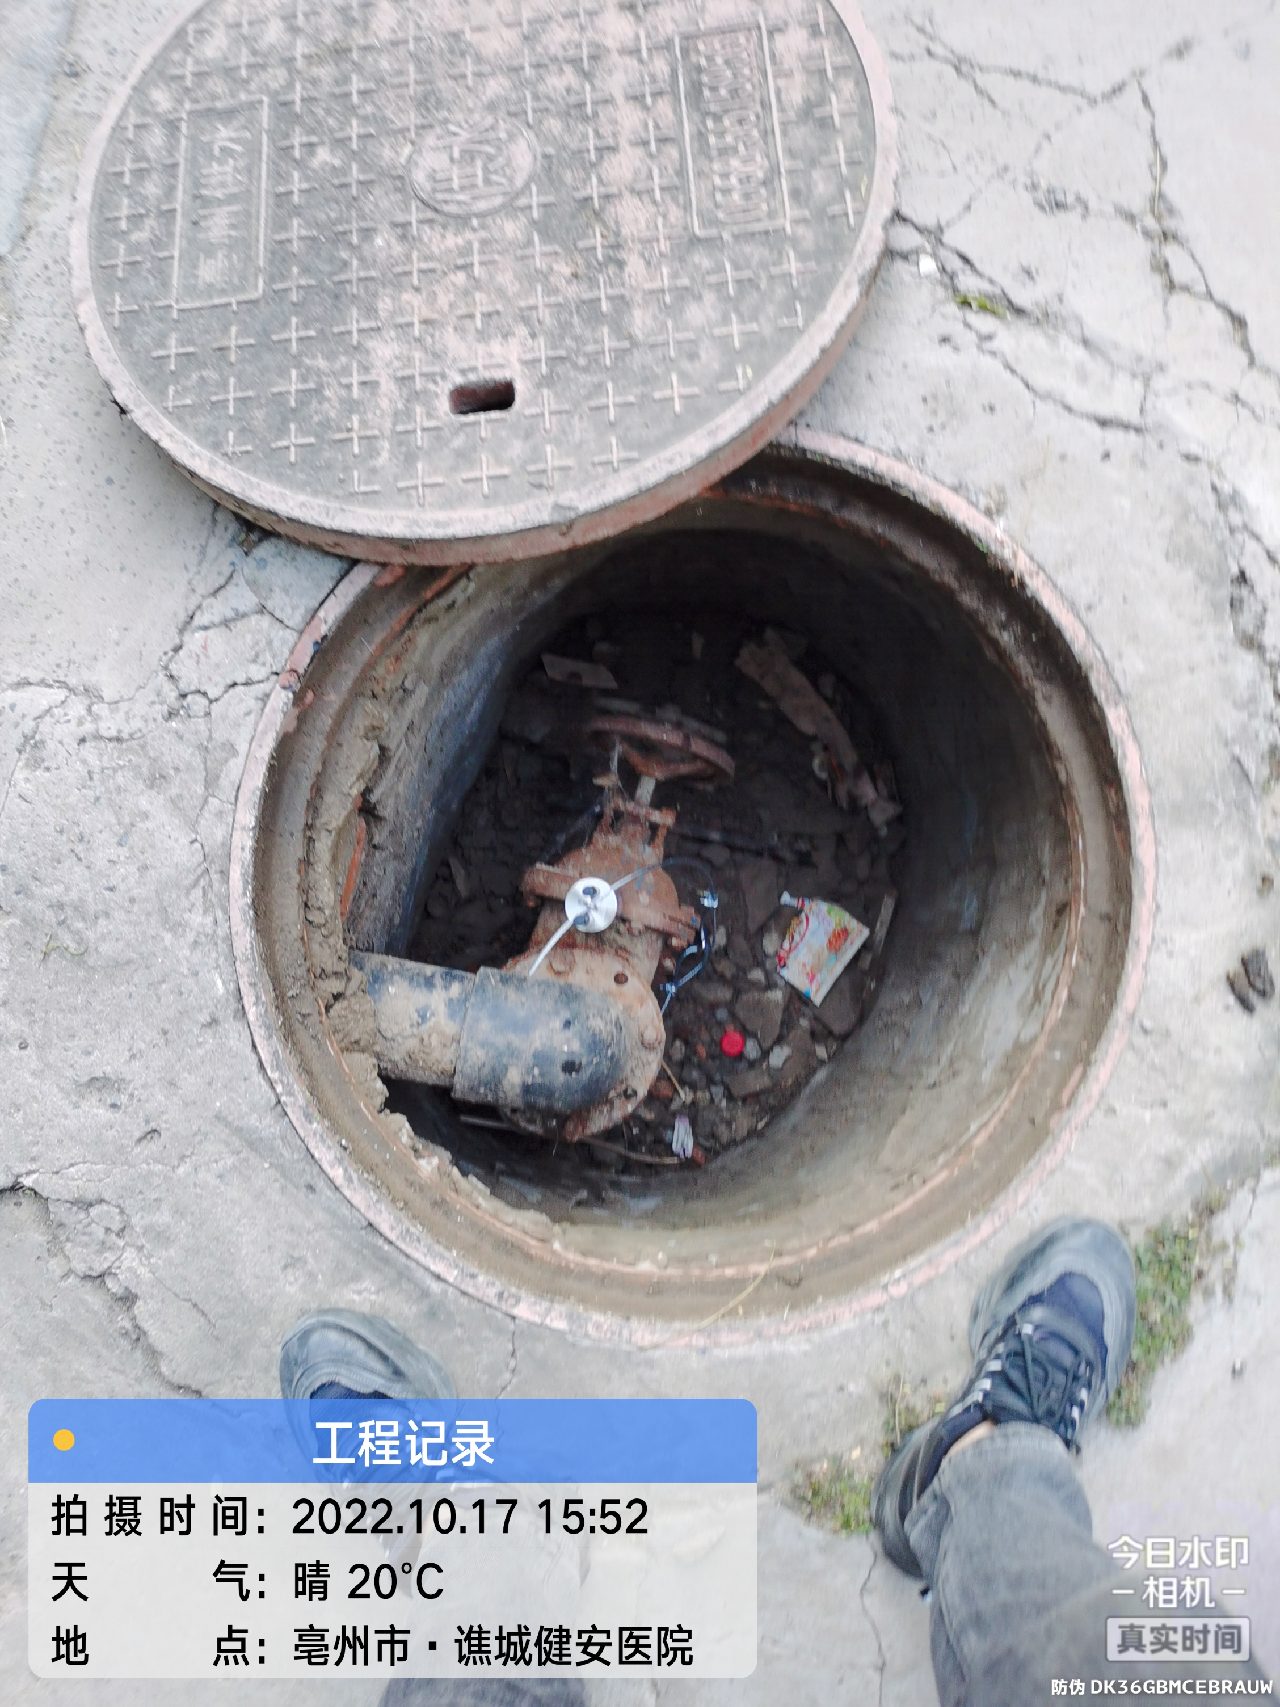 供水
工程记录
拍摄时间：2022.10.17 15:52
天气：晴 20℃
地点：亳州市·谯城健安医院
今日水印
-相机-
真实时间
防伪 DK36GBMCEBRAUW